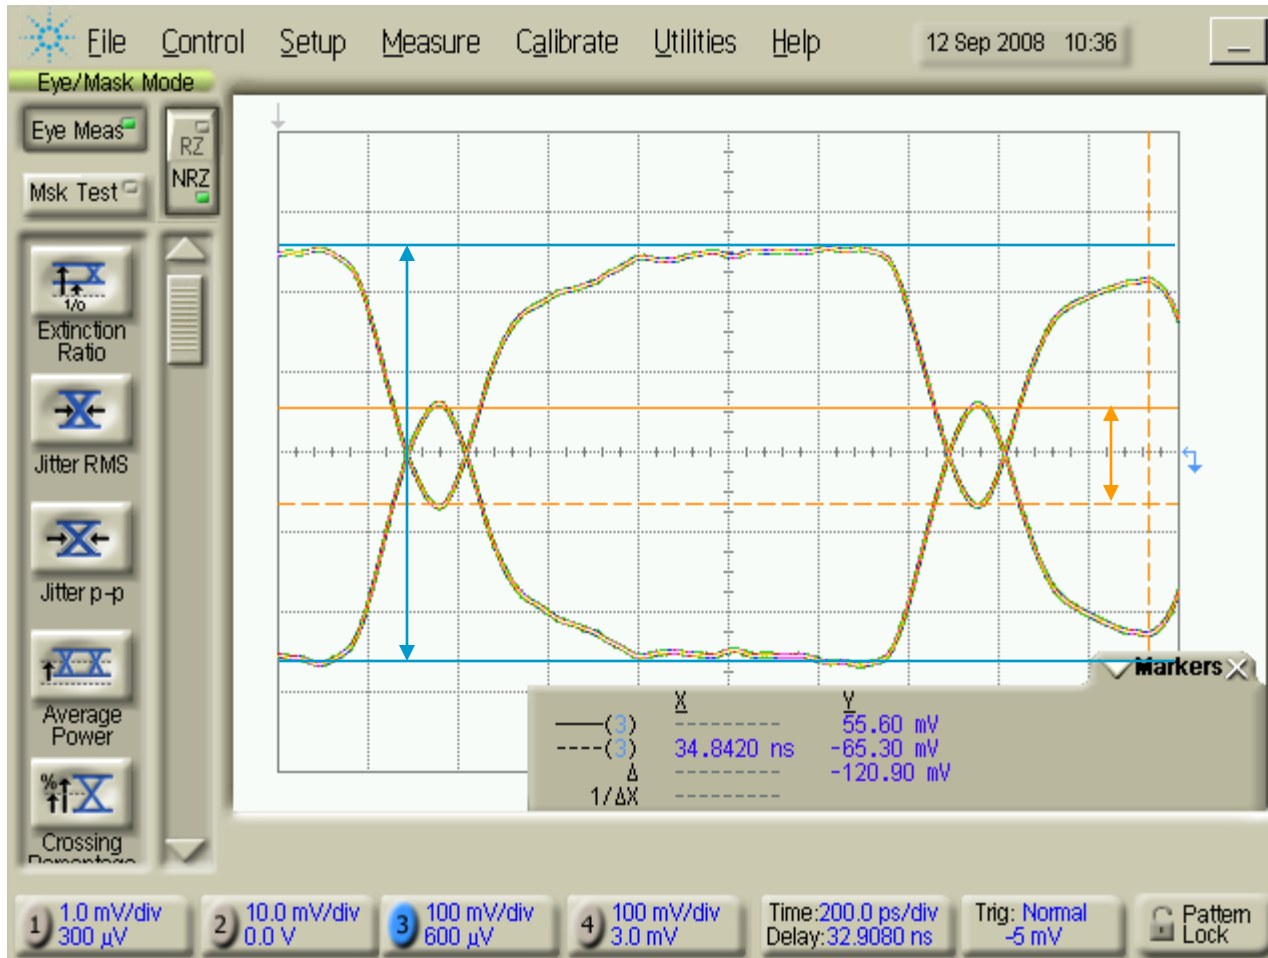 File Control Setup Measure Calibrate Utilities Help 12 Sep 2008 10:36
Eye/Mask Mode
Eye Meas
RZ
NRZ
Msk Test
1/0
Extinction
Ratio
Jitter RMS
Jitter p-p
Average
Power
%
Crossing
Markers
X Y
(3) ---------- 55.60 mV
(3) 34.8420 ns -65.30 mV
Δ ---------- -120.90 mV
1/ΔX ----------
1 1.0 mV/div
300 µV
2 10.0 mV/div
0.0 V
3 100 mV/div
600 µV
4 100 mV/div
3.0 mV
Time:200.0 ps/div
Delay:32.9080 ns
Trig: Normal
-5 mV
Pattern
Lock